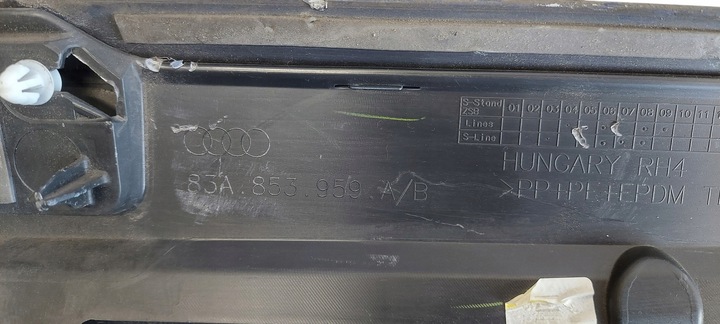 S-Stand 01 02 03 04 05 06 07 08 09 10 11
ZSB
Lines
S-Line
HUNGARY RH4
83A.853.959.A/B
>PP+PE+EPDM